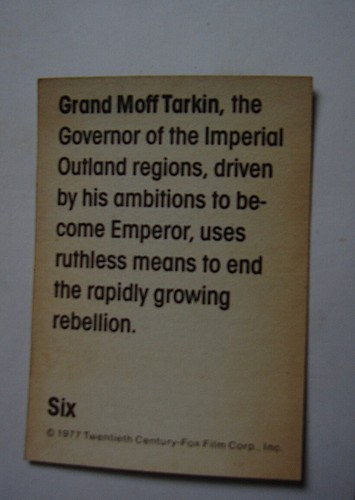 Grand Moff Tarkin, the
Governor of the Imperial
Outland regions, driven
by his ambitions to be-
come Emperor, uses
ruthless means to end
the rapidly growing
rebellion.
Six
© 1977 Twentieth Century-Fox Film Corp., Inc.